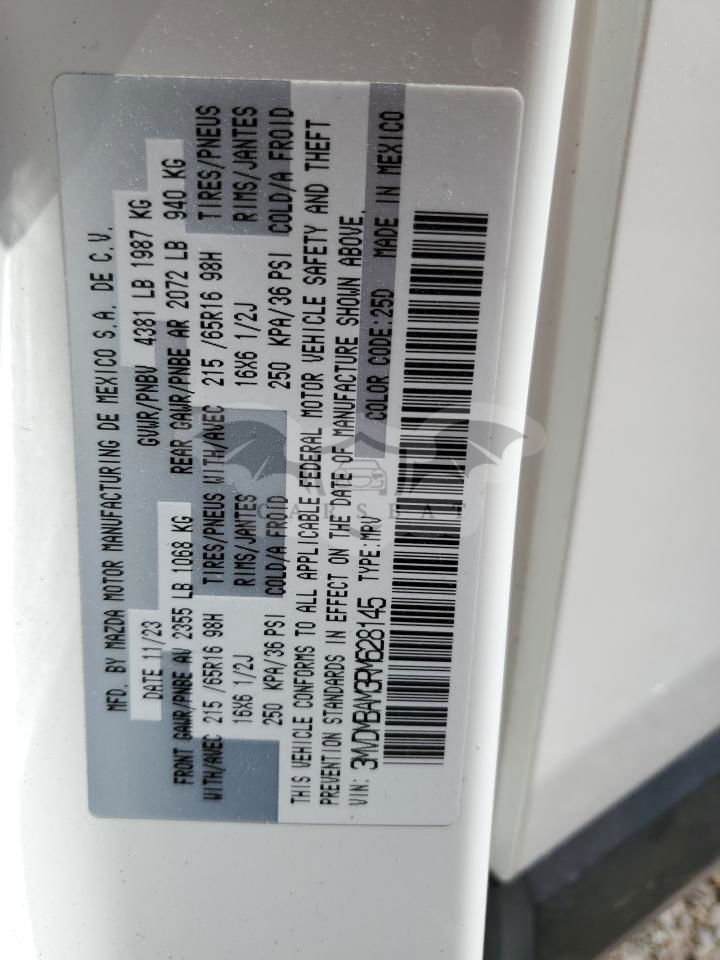 MFD. BY MAZDA MOTOR MANUFACTURING DE MEXICO S.A. DE C.V.
DATE 11/23 GVWR/PNBV 4381 LB 1987 KG
FRONT GAWR/PNBE AV 2355 LB 1068 KG REAR GAWR/PNBE AR 2072 LB 940 KG
WITH/AVEC 215 /65R16 98H TIRES/PNEUS WITH/AVEC 215 /65R16 98H TIRES/PNEUS
16X6 1/2J RIMS/JANTES 16X6 1/2J RIMS/JANTES
250 KPA/36 PSI COLD/A FROID 250 KPA/36 PSI COLD/A FROID
THIS VEHICLE CONFORMS TO ALL APPLICABLE FEDERAL MOTOR VEHICLE SAFETY AND THEFT
PREVENTION STANDARDS IN EFFECT ON THE DATE OF MANUFACTURE SHOWN ABOVE.
VIN: 3MVDMBAM3RM628145 TYPE:MPV COLOR CODE:25D MADE IN MEXICO
CARSBAT